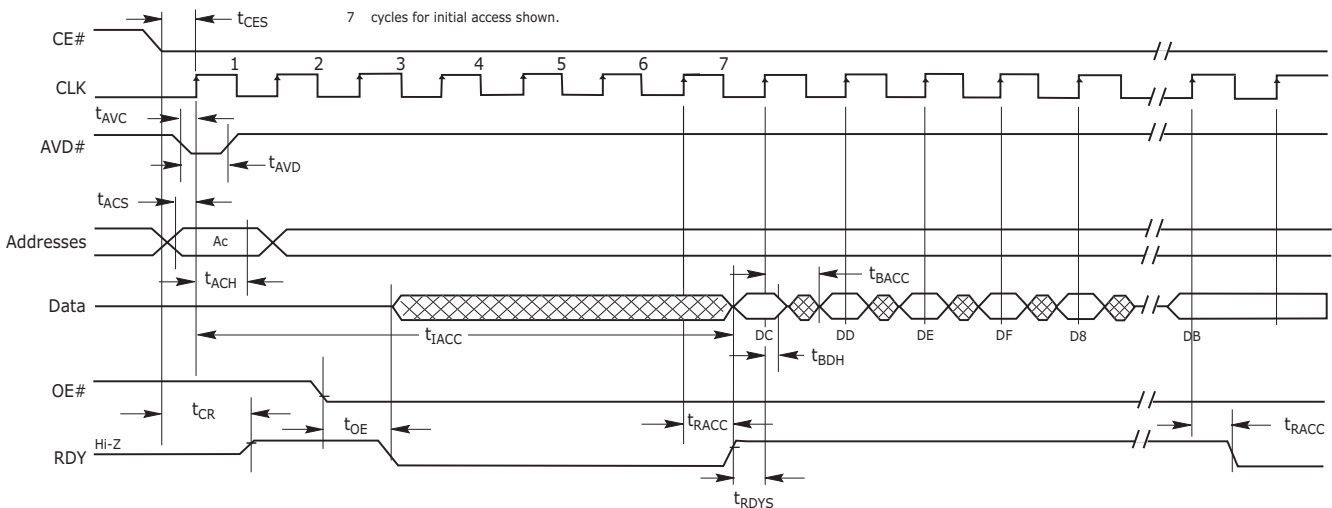 7 cycles for initial access shown.
tCES
CE#
1 2 3 4 5 6 7
CLK
tAVC
AVD#
tAVD
tACS
Addresses
Ac
tACH
tBACC
Data
DC DD DE DF D8 DB
tIACC
tBDH
OE#
tCR
tOE
tRACC
tRACC
Hi-Z
RDY
tRDYS